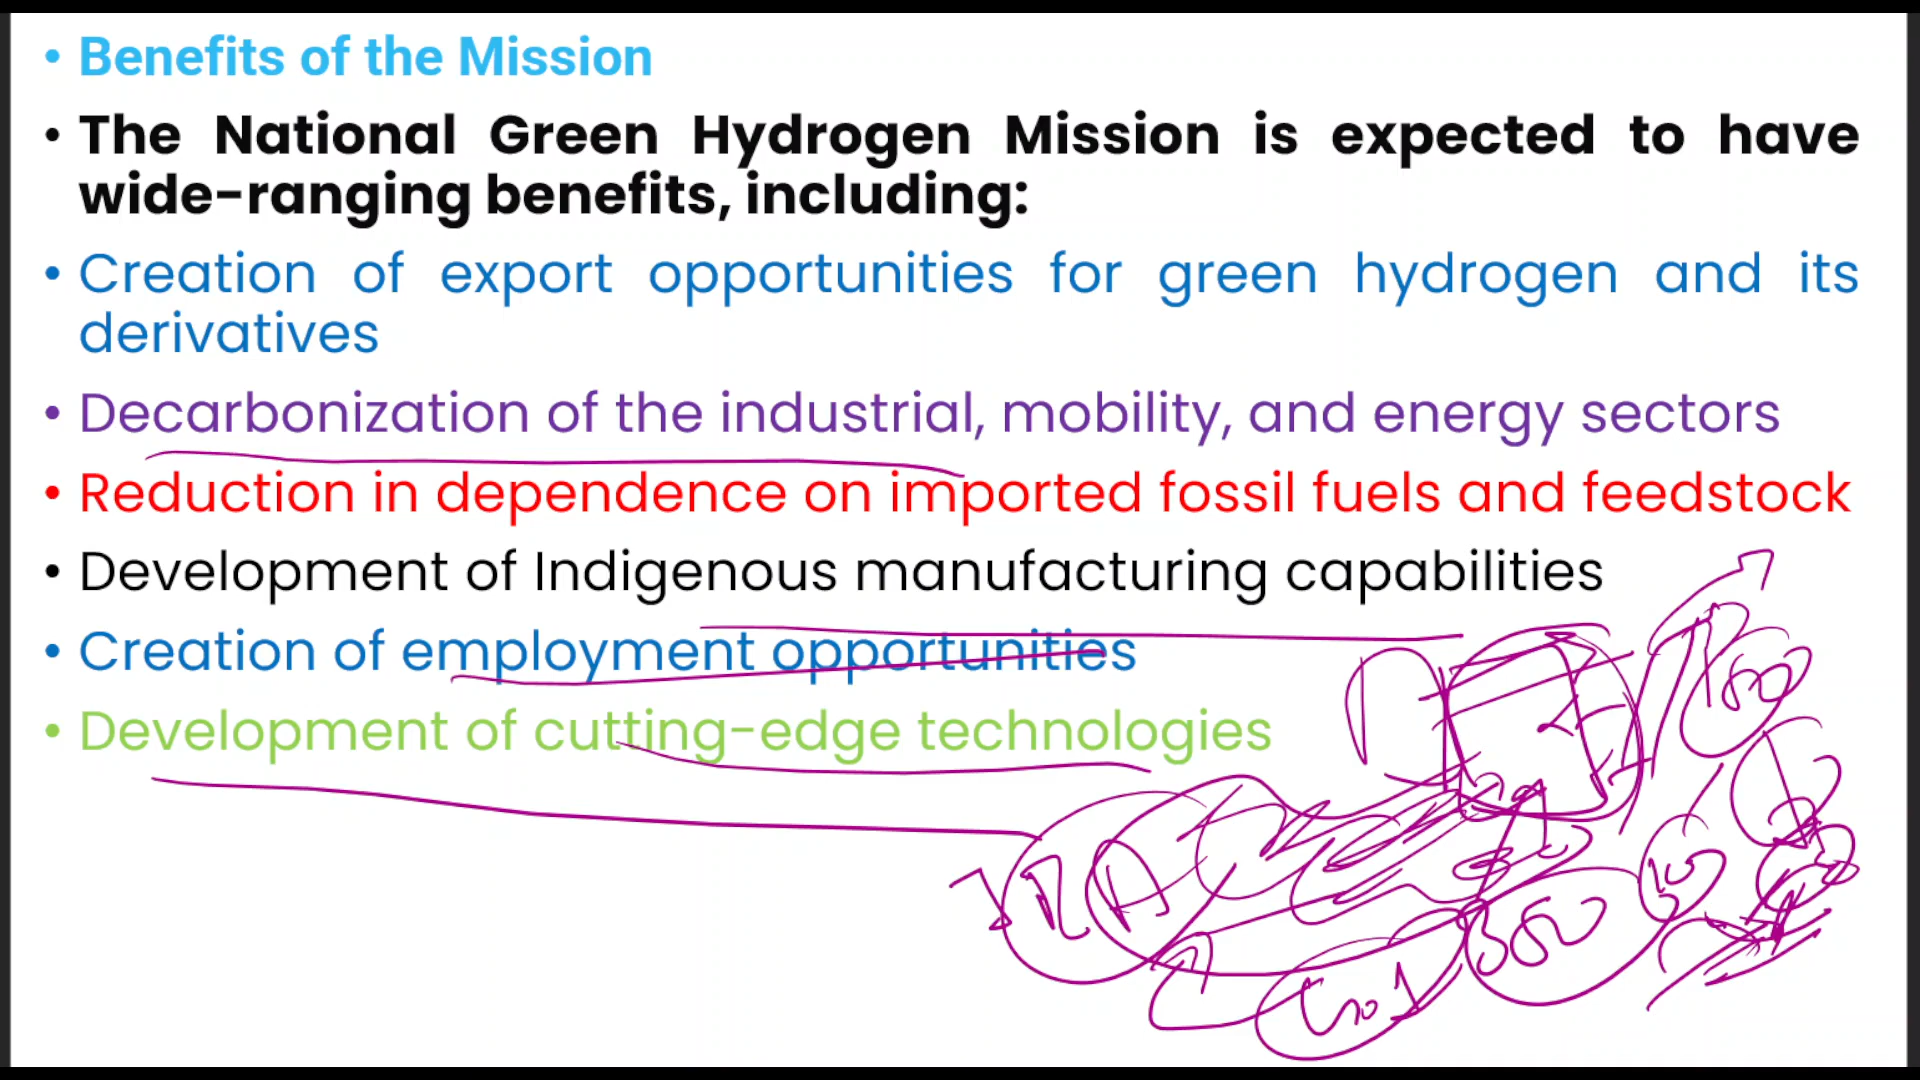 • Benefits of the Mission
• The National Green Hydrogen Mission is expected to have
wide-ranging benefits, including:
• Creation of export opportunities for green hydrogen and its
derivatives
• Decarbonization of the industrial, mobility, and energy sectors
• Reduction in dependence on imported fossil fuels and feedstock
• Development of Indigenous manufacturing capabilities
• Creation of employment opportunities
• Development of cutting-edge technologies